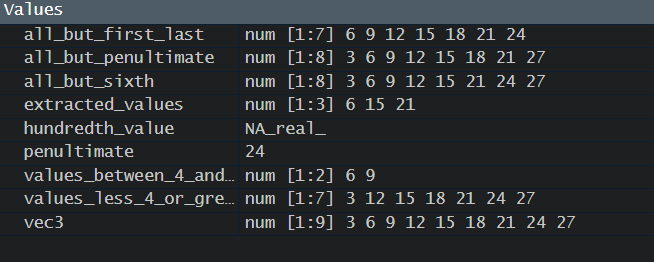 Values
all_but_first_last num [1:7] 6 9 12 15 18 21 24
all_but_penultimate num [1:8] 3 6 9 12 15 18 21 27
all_but_sixth num [1:8] 3 6 9 12 15 21 24 27
extracted_values num [1:3] 6 15 21
hundredth_value NA_real_
penultimate 24
values_between_4_and… num [1:2] 6 9
values_less_4_or_gre… num [1:7] 3 12 15 18 21 24 27
vec3 num [1:9] 3 6 9 12 15 18 21 24 27